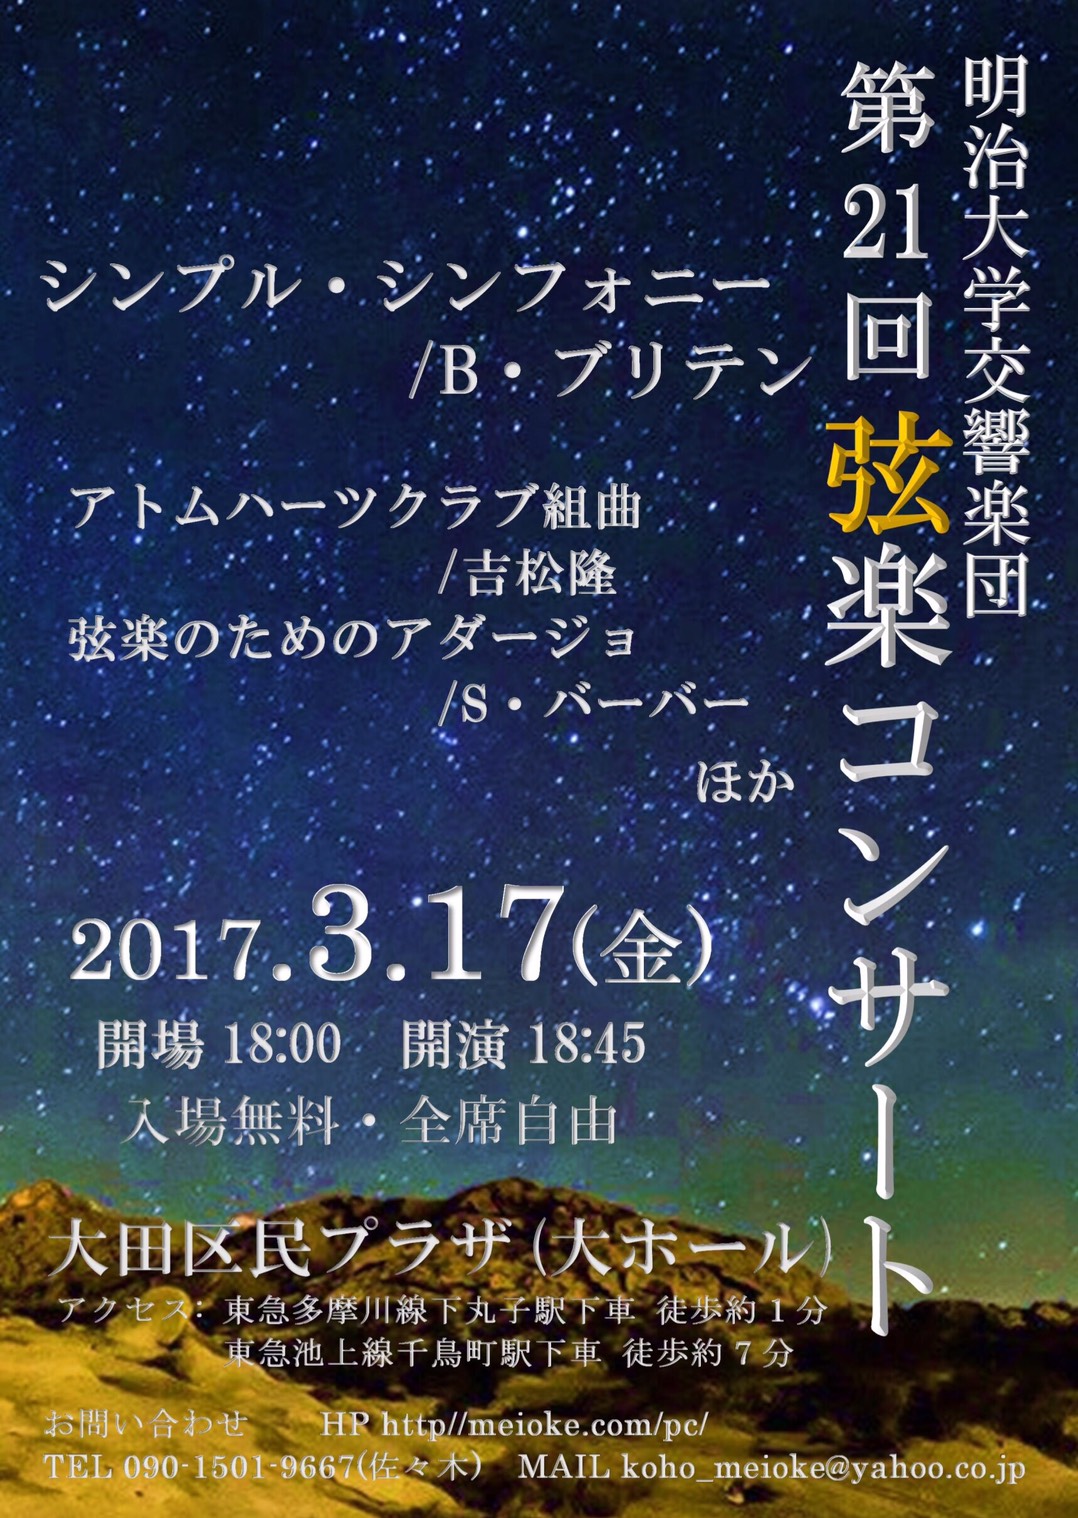 明治大学交響楽団
第21回 弦楽コンサート
シンプル・シンフォニー
/B・ブリテン
アトムハーツクラブ組曲
/吉松隆
弦楽のためのアダージョ
/S・バーバー
ほか
2017.3.17(金)
開場 18:00 開演 18:45
入場無料・全席自由
大田区民プラザ(大ホール)
アクセス: 東急多摩川線下丸子駅下車 徒歩約1分
東急池上線千鳥町駅下車 徒歩約7分
お問い合わせ HP http//meioke.com/pc/
TEL 090-1501-9667(佐々木) MAIL koho_meioke@yahoo.co.jp